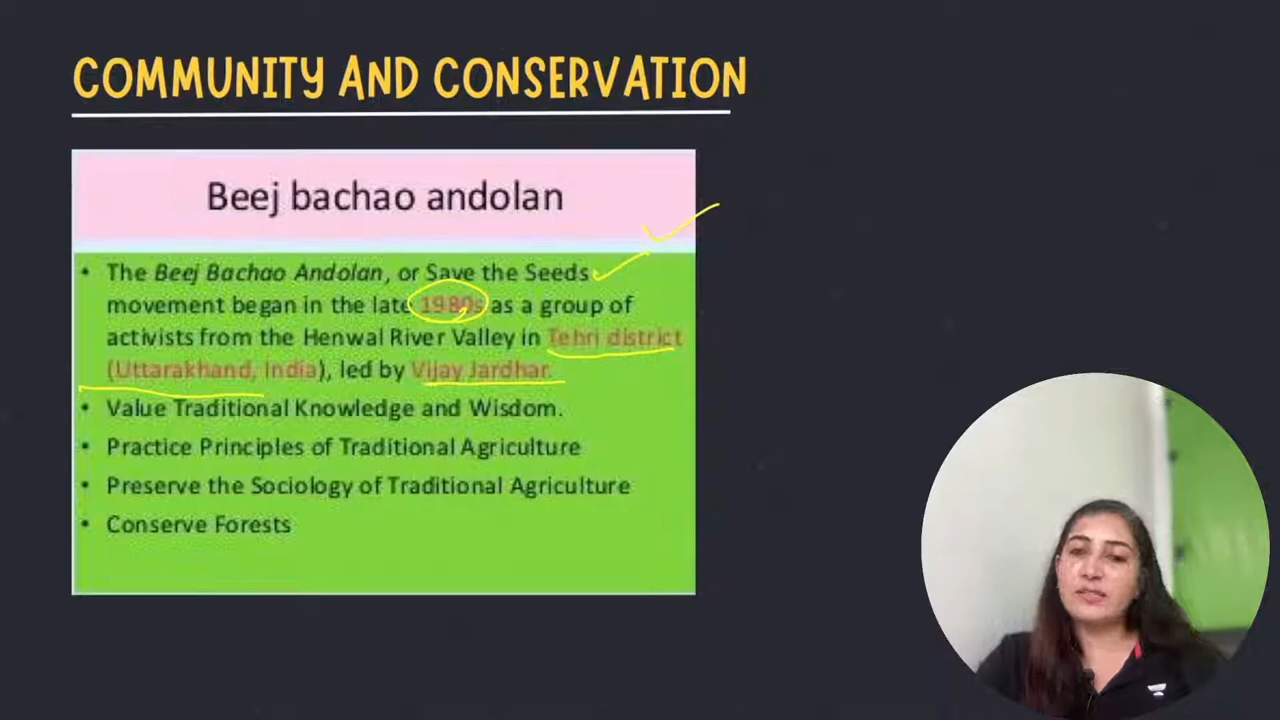 COMMUNITY AND CONSERVATION
Beej bachao andolan
• The Beej Bachao Andolan, or Save the Seeds
movement began in the late 1980s as a group of
activists from the Henwal River Valley in Tehri district
(Uttarakhand, India), led by Vijay Jardhar.
• Value Traditional Knowledge and Wisdom.
• Practice Principles of Traditional Agriculture
• Preserve the Sociology of Traditional Agriculture
• Conserve Forests